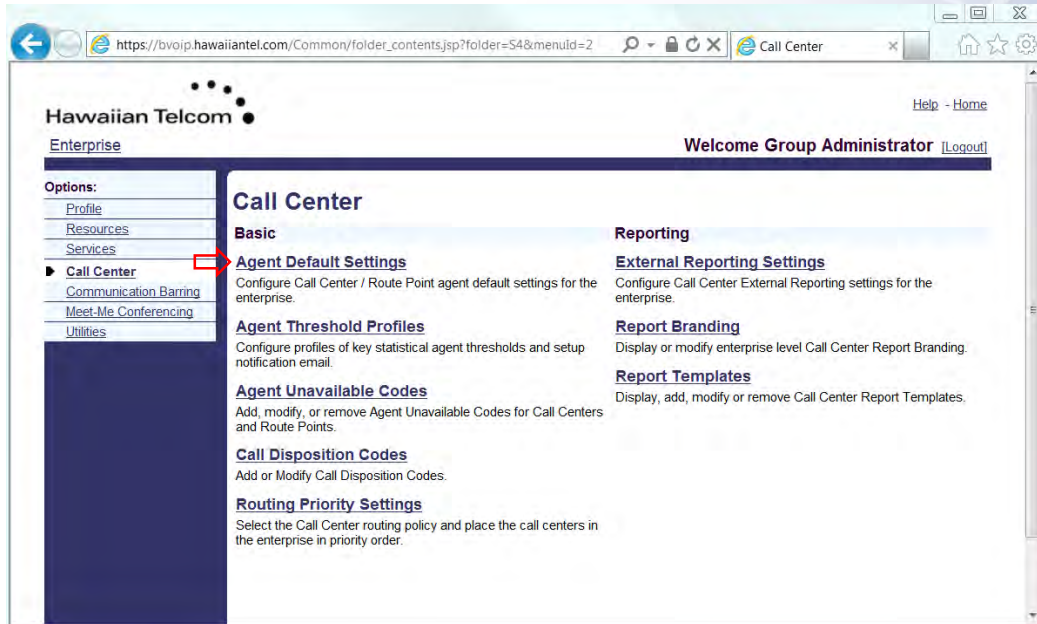 https://bvoip.hawaiiantel.com/Common/folder_contents.jsp?folder=S4&menuId=2
Call Center
Hawaiian Telcom
Help - Home
Enterprise
Welcome Group Administrator [Logout]
Options:
Profile
Resources
Services
Call Center
Communication Barring
Meet-Me Conferencing
Utilities
Call Center
Basic
Agent Default Settings
Configure Call Center / Route Point agent default settings for the
enterprise.
Agent Threshold Profiles
Configure profiles of key statistical agent thresholds and setup
notification email.
Agent Unavailable Codes
Add, modify, or remove Agent Unavailable Codes for Call Centers
and Route Points.
Call Disposition Codes
Add or Modify Call Disposition Codes.
Routing Priority Settings
Select the Call Center routing policy and place the call centers in
the enterprise in priority order.
Reporting
External Reporting Settings
Configure Call Center External Reporting settings for the
enterprise.
Report Branding
Display or modify enterprise level Call Center Report Branding.
Report Templates
Display, add, modify or remove Call Center Report Templates.